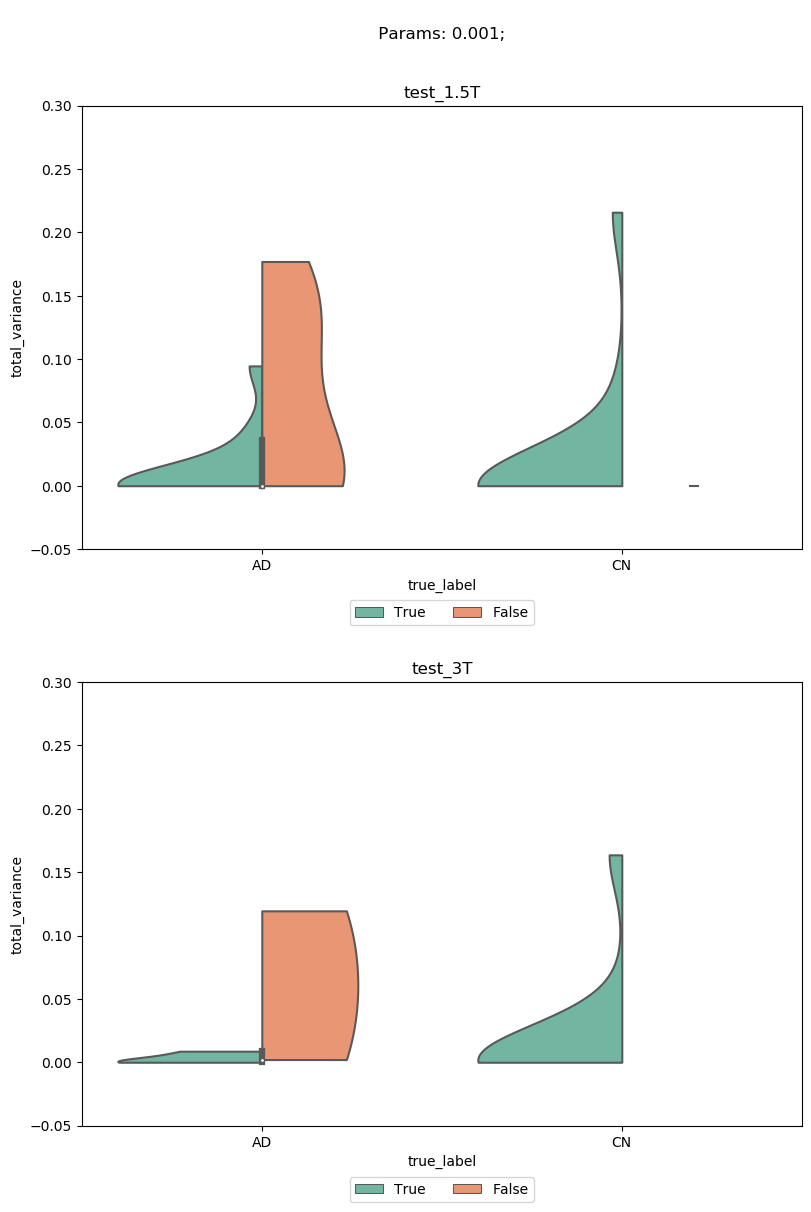 Params: 0.001;
test_1.5T
0.30
0.25
0.20
0.15
0.10
0.05
0.00
−0.05
total_variance
AD CN
true_label
True False
test_3T
0.30
0.25
0.20
0.15
0.10
0.05
0.00
−0.05
total_variance
AD CN
true_label
True False